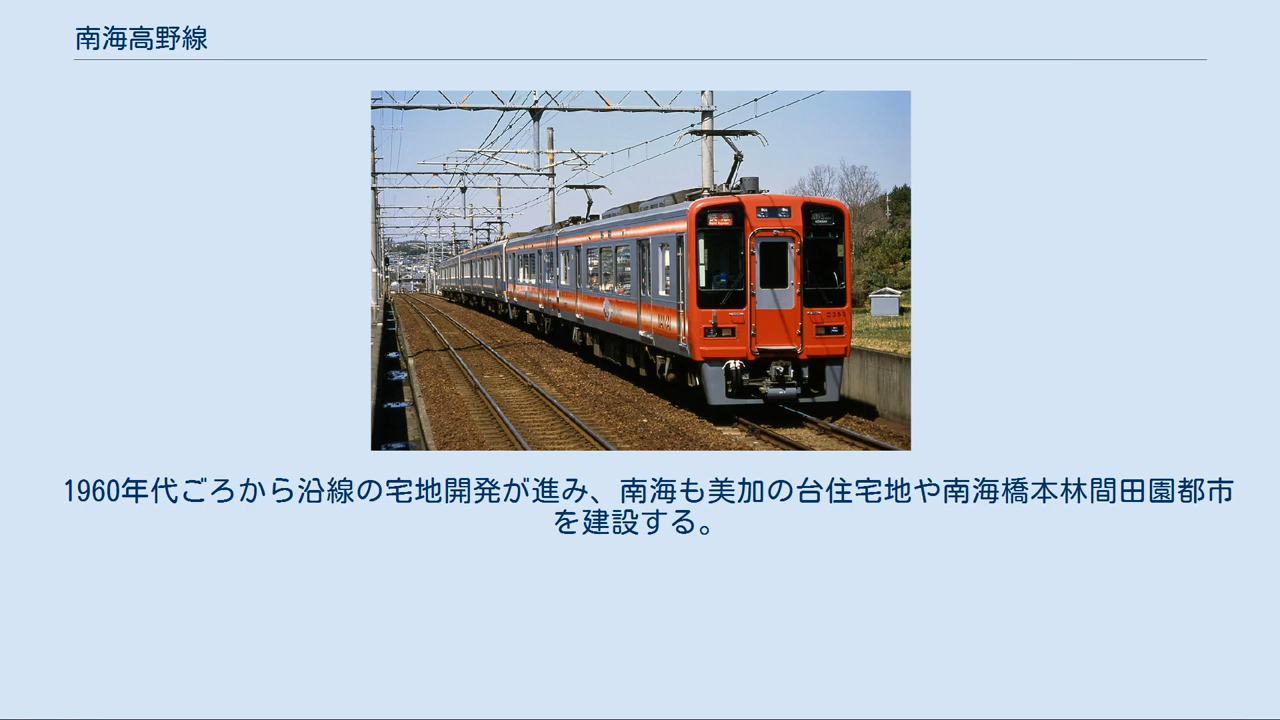 南海高野線
1960年代ごろから沿線の宅地開発が進み、南海も美加の台住宅地や南海橋本林間田園都市
を建設する。